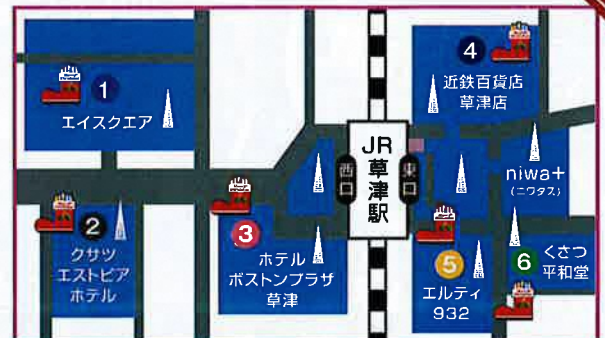 1
エイスクエア
2
クサツ
エストピア
ホテル
3
ホテル
ボストンプラザ
草津
JR
草津駅
西口
東口
4
近鉄百貨店
草津店
niwa+
(ニワタス)
5
エルティ
932
6
くさつ
平和堂